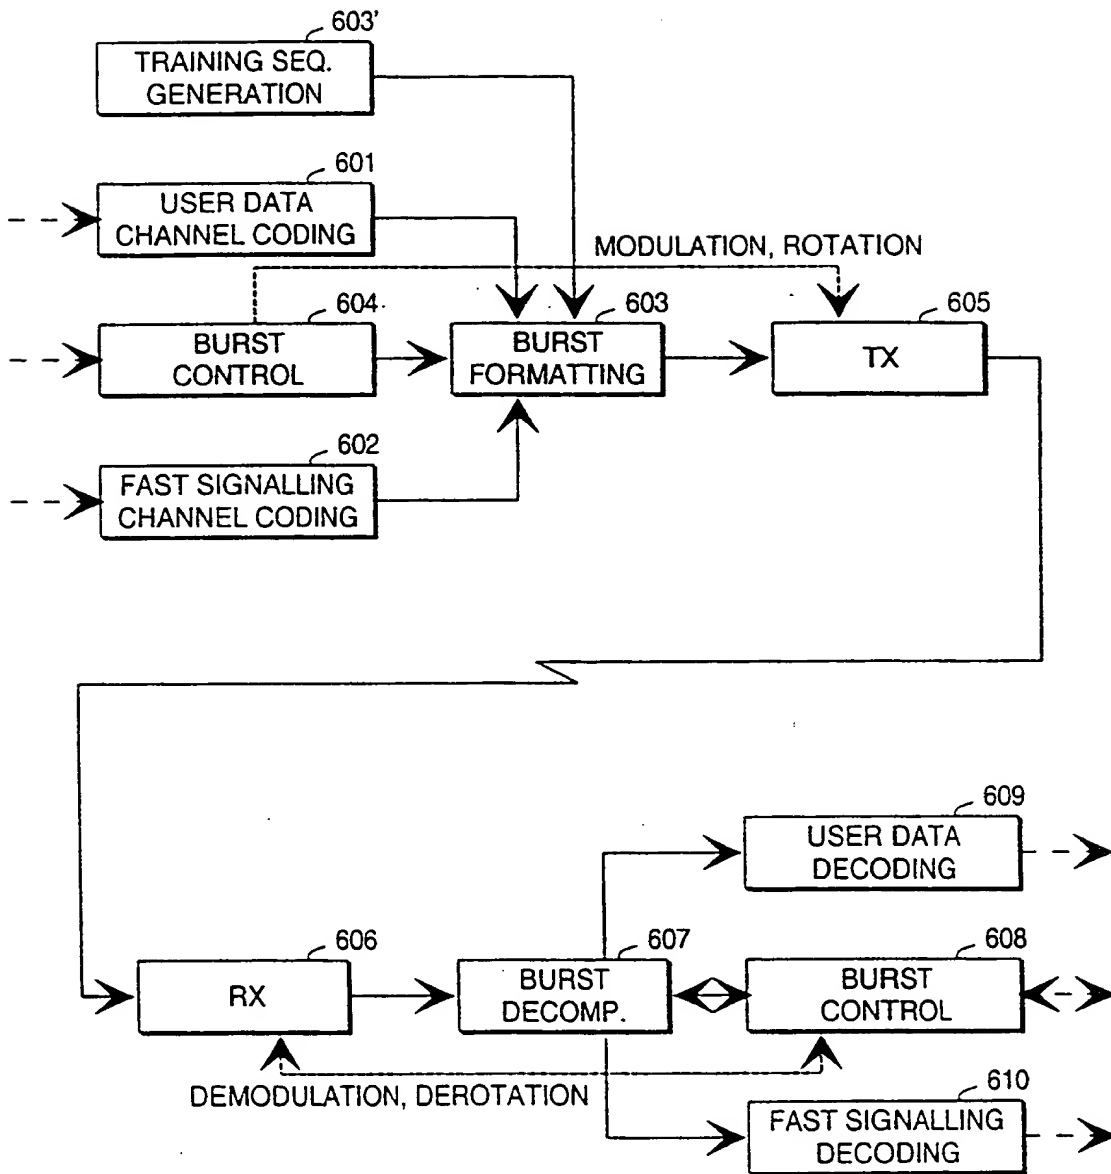 603'
TRAINING SEQ.
GENERATION
601
USER DATA
CHANNEL CODING
MODULATION, ROTATION
604
BURST
CONTROL
603
BURST
FORMATTING
605
TX
602
FAST SIGNALLING
CHANNEL CODING
609
USER DATA
DECODING
606
RX
607
BURST
DECOMP.
608
BURST
CONTROL
DEMODULATION, DEROTATION
610
FAST SIGNALLING
DECODING